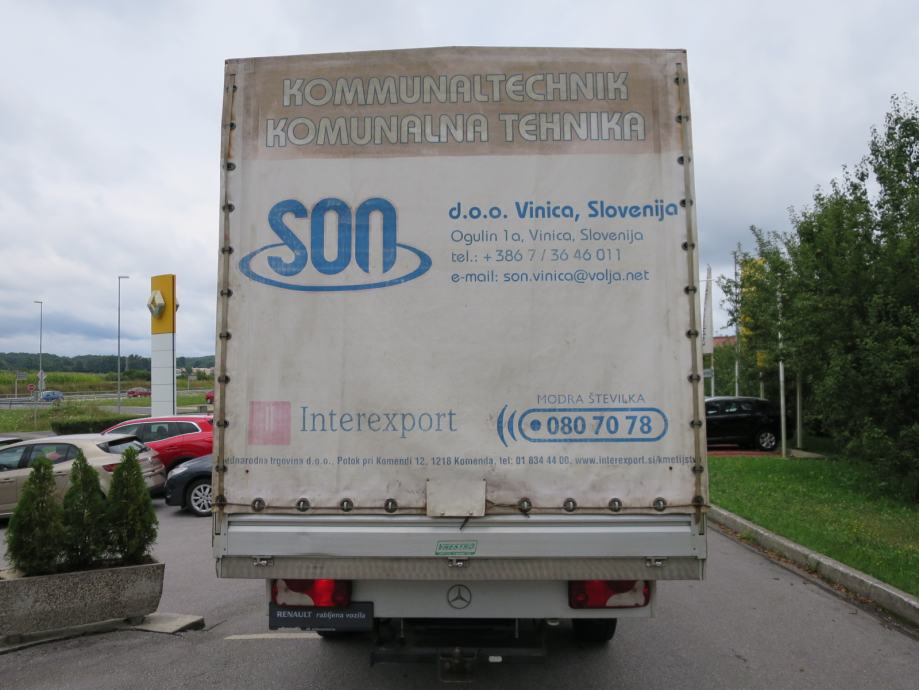 KOMMUNALTECHNIK
KOMUNALNA TEHNIKA
SON
d.o.o. Vinica, Slovenija
Ogulin 1a, Vinica, Slovenija
tel.: + 386 7 / 36 46 011
e-mail: son.vinica@volja.net
Interexport
MODRA ŠTEVILKA
080 70 78
ednarodna trgovina d.o.o., Potok pri Komendi 12, 1218 Komenda, tel: 01 834 44 00, www.interexport.si/kmetijstv
RENAULT rabljena vozila